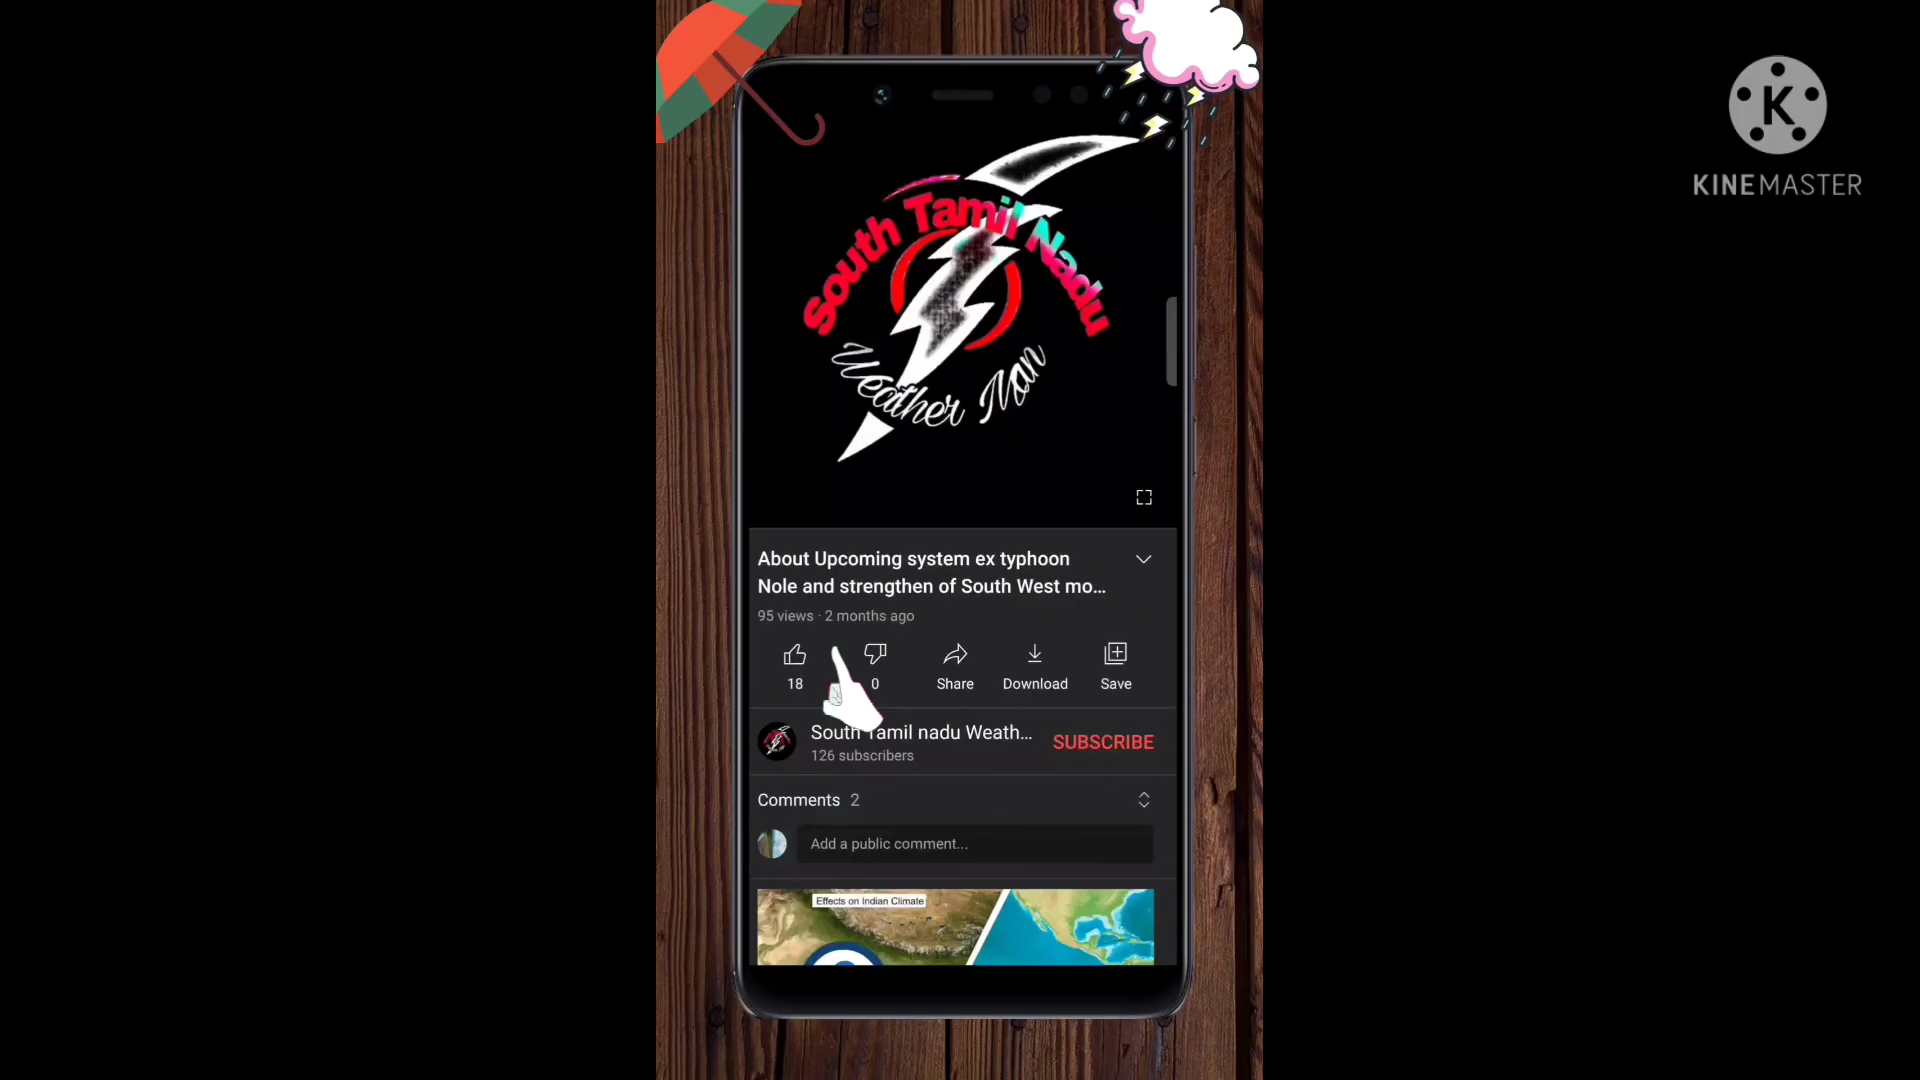 KINEMASTER
South Tamil Nadu
Weather Man
About Upcoming system ex typhoon
Nole and strengthen of South West mo...
95 views · 2 months ago
18
0
Share
Download
Save
South Tamil nadu Weath...
SUBSCRIBE
126 subscribers
Comments 2
Add a public comment...
Effects on Indian Climate